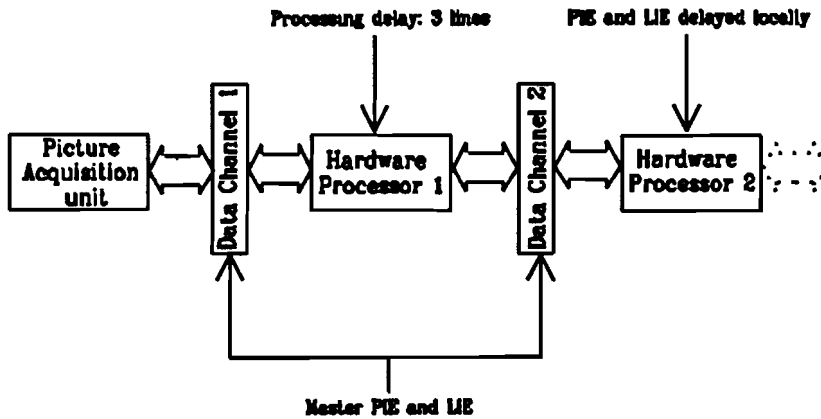 Processing delay: 3 lines
PIE and LIE delayed locally
Picture
Acquisition
unit
Data Channel 1
Hardware
Processor 1
Data Channel 2
Hardware
Processor 2
Master PIE and LIE